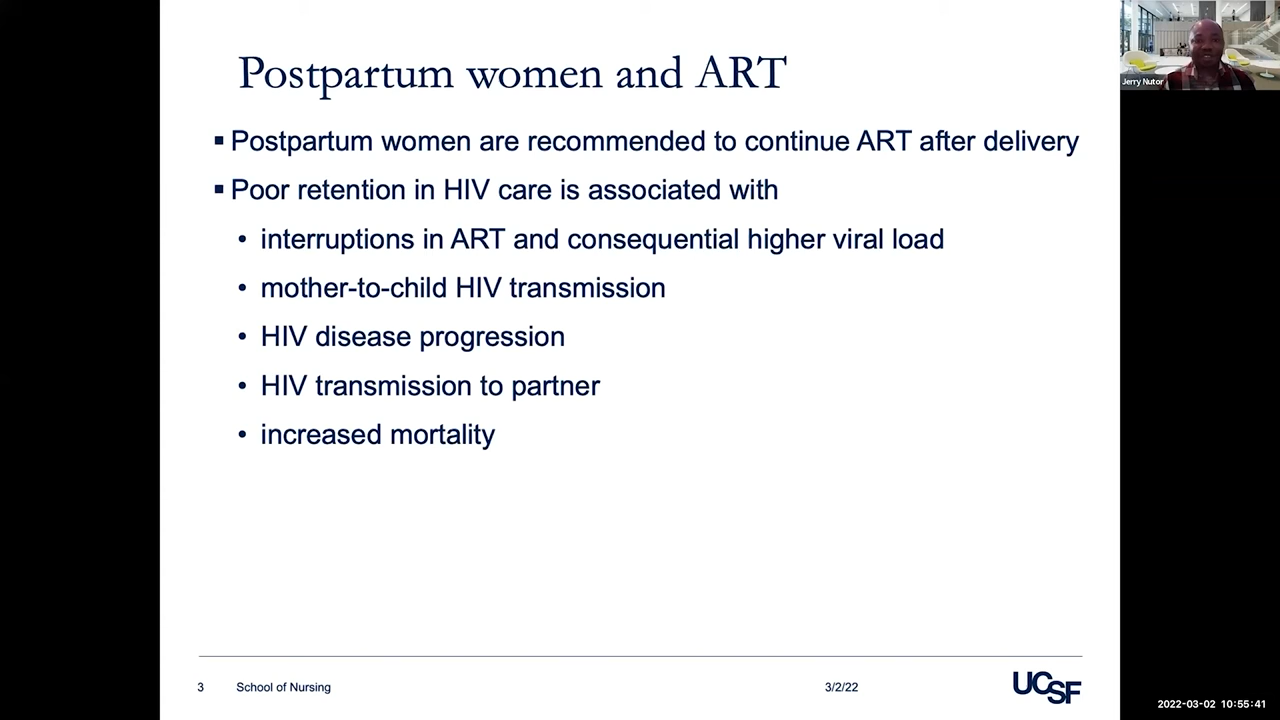 Postpartum women and ART
▪ Postpartum women are recommended to continue ART after delivery
▪ Poor retention in HIV care is associated with
• interruptions in ART and consequential higher viral load
• mother-to-child HIV transmission
• HIV disease progression
• HIV transmission to partner
• increased mortality
3 School of Nursing 3/2/22 UCSF
Jerry Nutor
2022-03-02 10:55:41